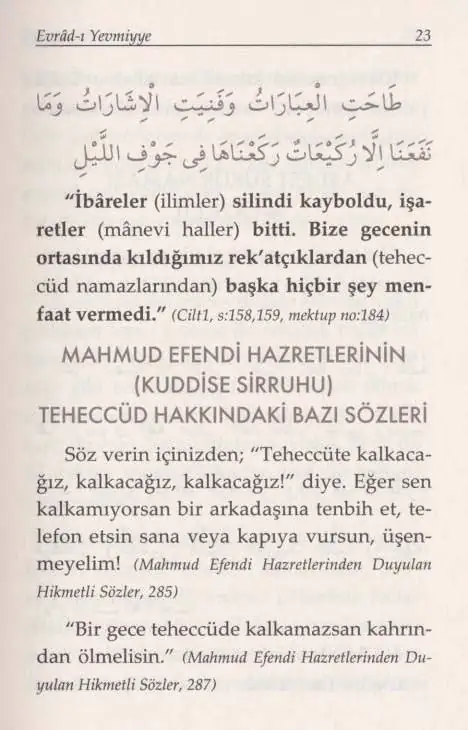 Evrâd-ı Yevmiyye 23
طَاحَتِ الْعِبَارَاتُ وَفَنِيَتِ الْاِشَارَاتُ وَمَا
نَفَعَنَا اِلَّا رُكَيْعَاتٌ رَكَعْنَاهَا فِي جَوْفِ اللَّيْلِ
“İbâreler (ilimler) silindi kayboldu, işa-
retler (mânevi haller) bitti. Bize gecenin
ortasında kıldığımız rek’atçıklardan (tehec-
cüd namazlarından) başka hiçbir şey men-
faat vermedi.” (Cilt1, s:158,159, mektup no:184)
MAHMUD EFENDİ HAZRETLERİNİN
(KUDDİSE SİRRUHU)
TEHECCÜD HAKKINDAKİ BAZI SÖZLERİ
Söz verin içinizden; “Teheccüte kalkaca-
ğız, kalkacağız, kalkacağız!” diye. Eğer sen
kalkamıyorsan bir arkadaşına tenbih et, te-
lefon etsin sana veya kapıya vursun, üşen-
meyelim! (Mahmud Efendi Hazretlerinden Duyulan
Hikmetli Sözler, 285)
“Bir gece teheccüde kalkamazsan kahrın-
dan ölmelisin.” (Mahmud Efendi Hazretlerinden Du-
yulan Hikmetli Sözler, 287)